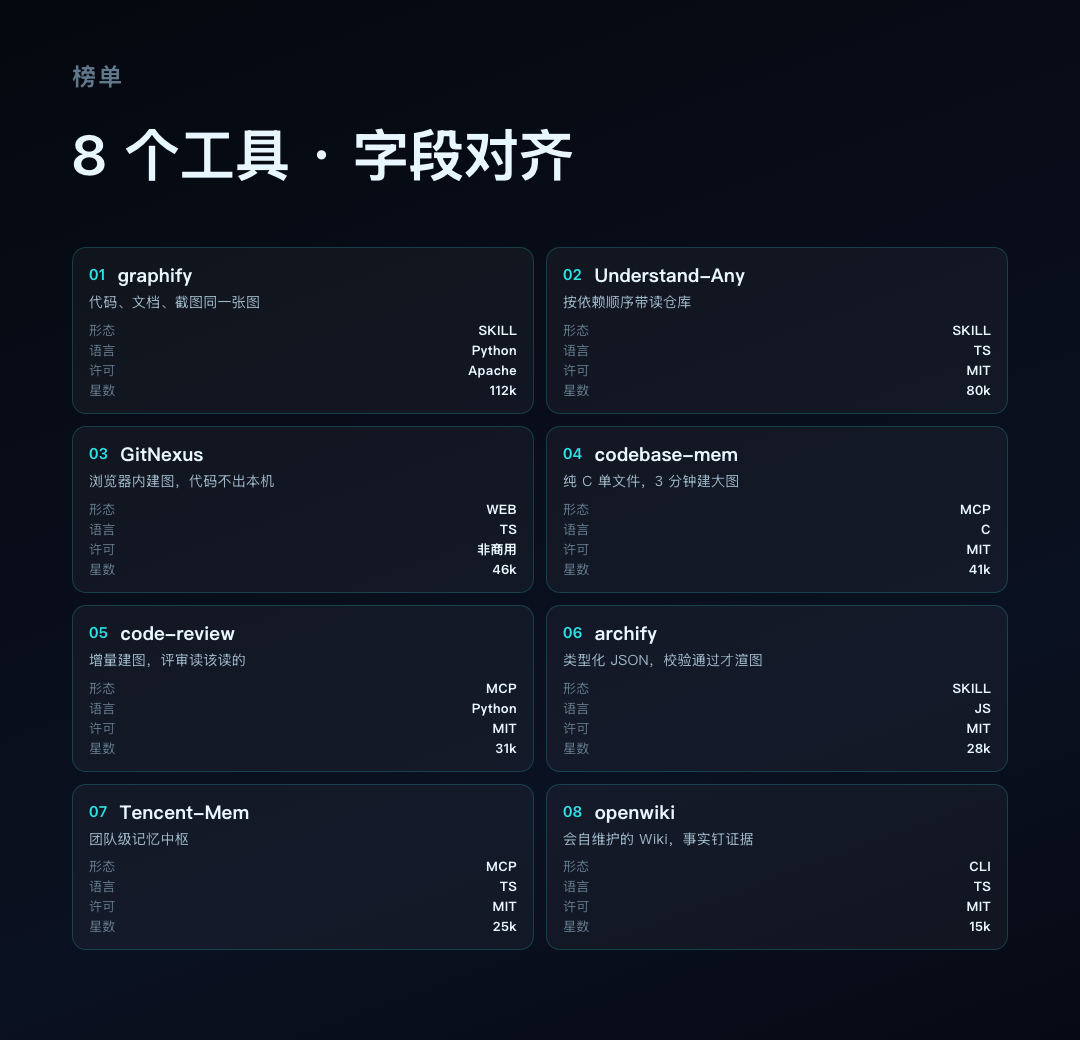 榜单
8 个工具 · 字段对齐
01 graphify
代码、文档、截图同一张图
形态 SKILL
语言 Python
许可 Apache
星数 112k
02 Understand-Any
按依赖顺序带读仓库
形态 SKILL
语言 TS
许可 MIT
星数 80k
03 GitNexus
浏览器内建图，代码不出本机
形态 WEB
语言 TS
许可 非商用
星数 46k
04 codebase-mem
纯 C 单文件，3 分钟建大图
形态 MCP
语言 C
许可 MIT
星数 41k
05 code-review
增量建图，评审读该读的
形态 MCP
语言 Python
许可 MIT
星数 31k
06 archify
类型化 JSON，校验通过才渲图
形态 SKILL
语言 JS
许可 MIT
星数 28k
07 Tencent-Mem
团队级记忆中枢
形态 MCP
语言 TS
许可 MIT
星数 25k
08 openwiki
会自维护的 Wiki，事实钉证据
形态 CLI
语言 TS
许可 MIT
星数 15k